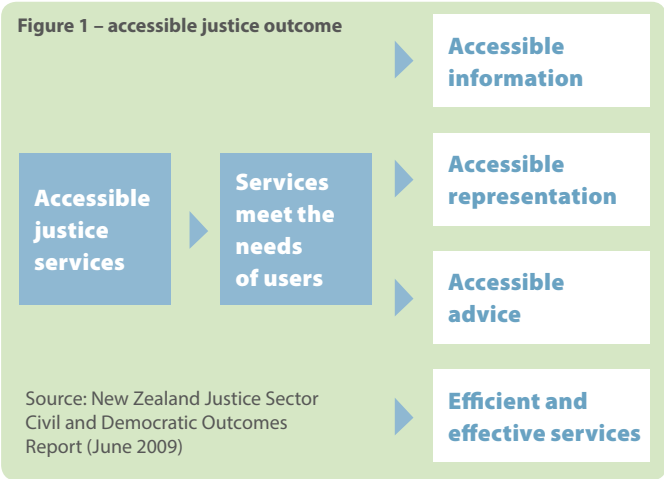 Figure 1 – accessible justice outcome
Accessible
justice
services
Services
meet the
needs
of users
Accessible
information
Accessible
representation
Accessible
advice
Efficient and
effective services
Source: New Zealand Justice Sector
Civil and Democratic Outcomes
Report (June 2009)